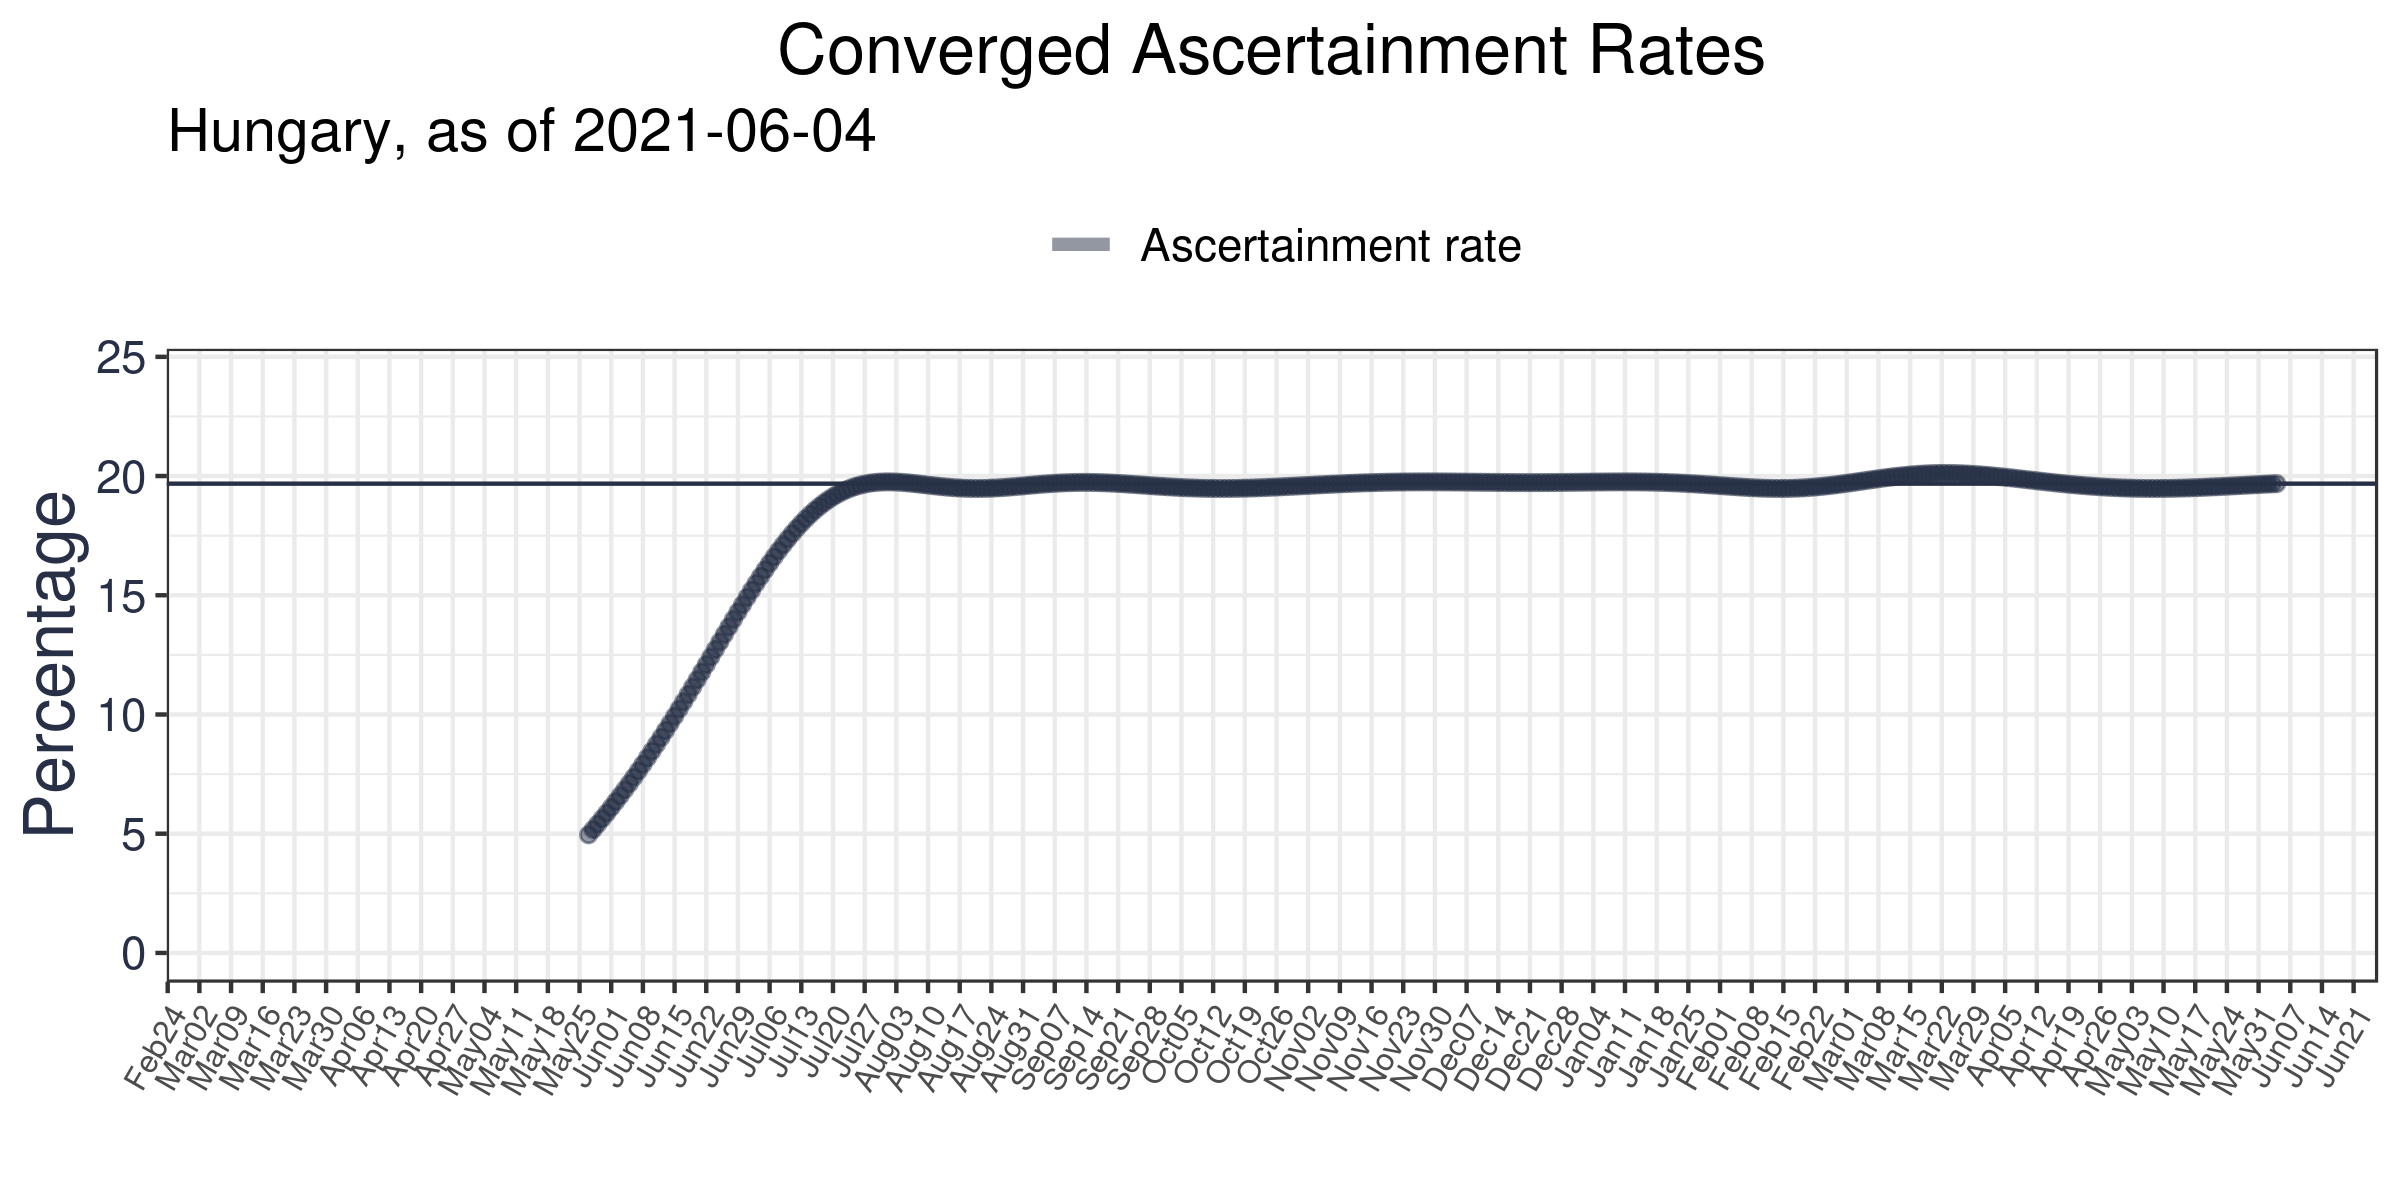 Converged Ascertainment Rates
Hungary, as of 2021-06-04
Ascertainment rate
Percentage
25
20
15
10
5
0
Feb24
Mar02
Mar09
Mar16
Mar23
Mar30
Apr06
Apr13
Apr20
Apr27
May04
May11
May18
May25
Jun01
Jun08
Jun15
Jun22
Jun29
Jul06
Jul13
Jul20
Jul27
Aug03
Aug10
Aug17
Aug24
Aug31
Sep07
Sep14
Sep21
Sep28
Oct05
Oct12
Oct19
Oct26
Nov02
Nov09
Nov16
Nov23
Nov30
Dec07
Dec14
Dec21
Dec28
Jan04
Jan11
Jan18
Jan25
Feb01
Feb08
Feb15
Feb22
Mar01
Mar08
Mar15
Mar22
Mar29
Apr05
Apr12
Apr19
Apr26
May03
May10
May17
May24
May31
Jun07
Jun14
Jun21